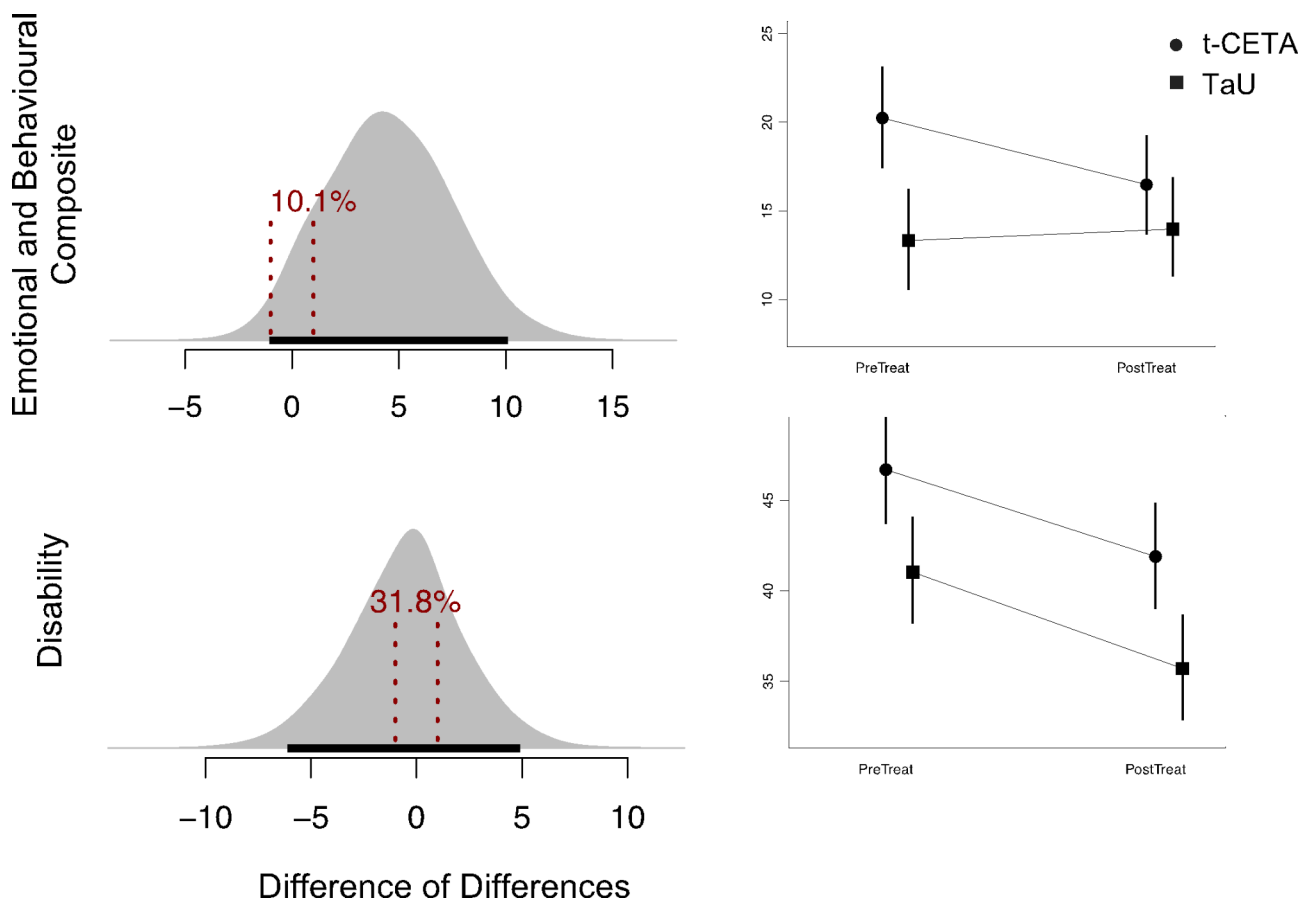 Emotional and Behavioural
Composite
10.1%
−5 0 5 10 15
25
20
15
10
PreTreat PostTreat
t-CETA
TaU
Disability
31.8%
−10 −5 0 5 10
Difference of Differences
45
40
35
PreTreat PostTreat